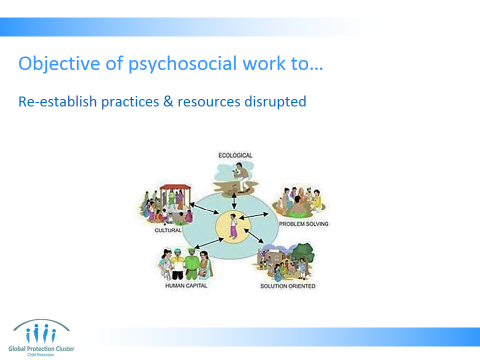 Objective of psychosocial work to…
Re-establish practices & resources disrupted
ECOLOGICAL
CULTURAL
PROBLEM SOLVING
HUMAN CAPITAL
SOLUTION ORIENTED
Global Protection Cluster
Child Protection